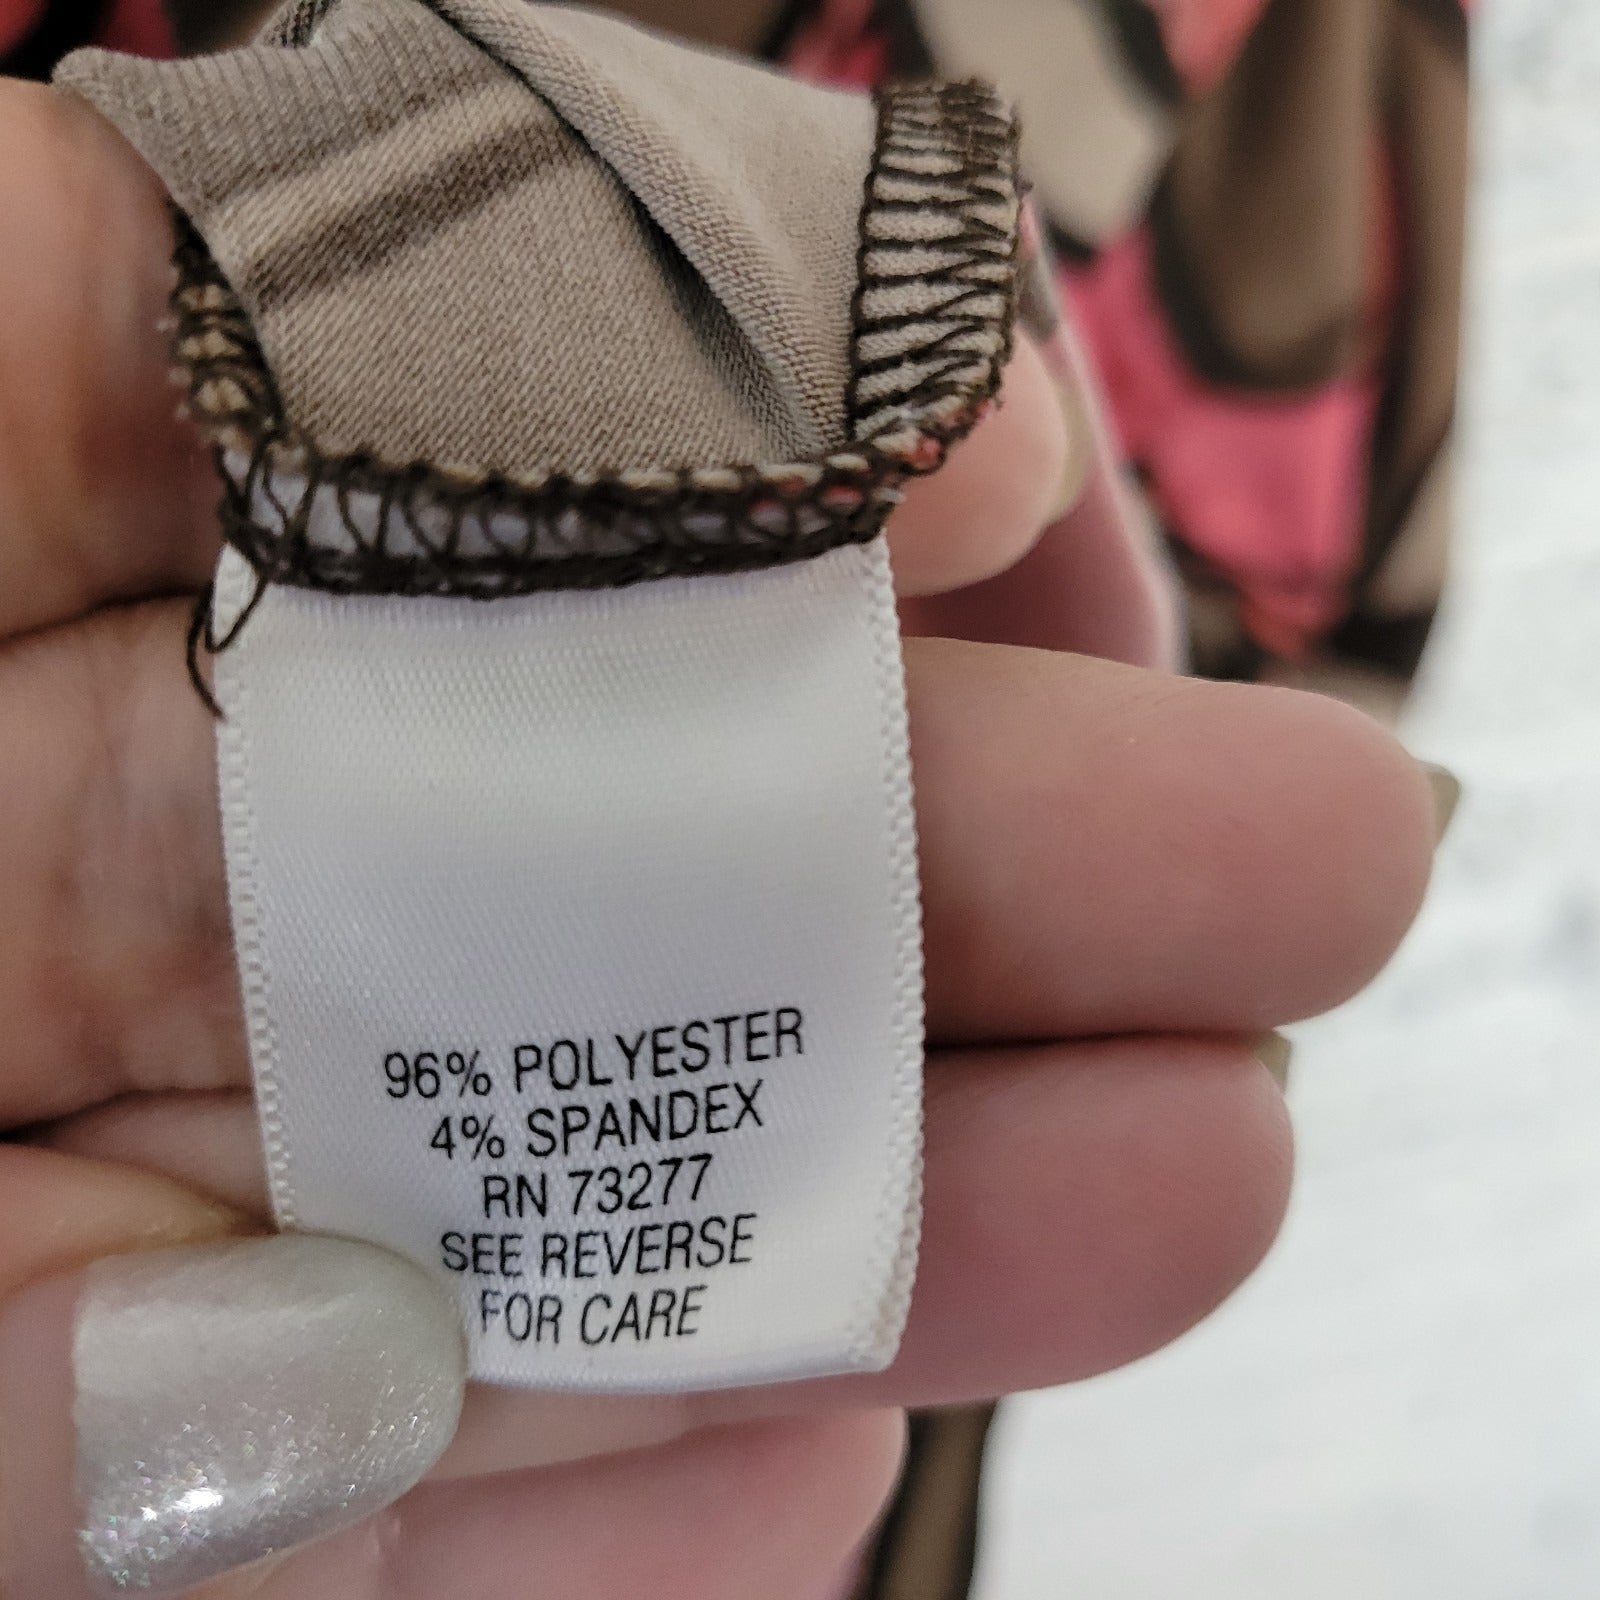 96% POLYESTER
4% SPANDEX
RN 73277
SEE REVERSE
FOR CARE